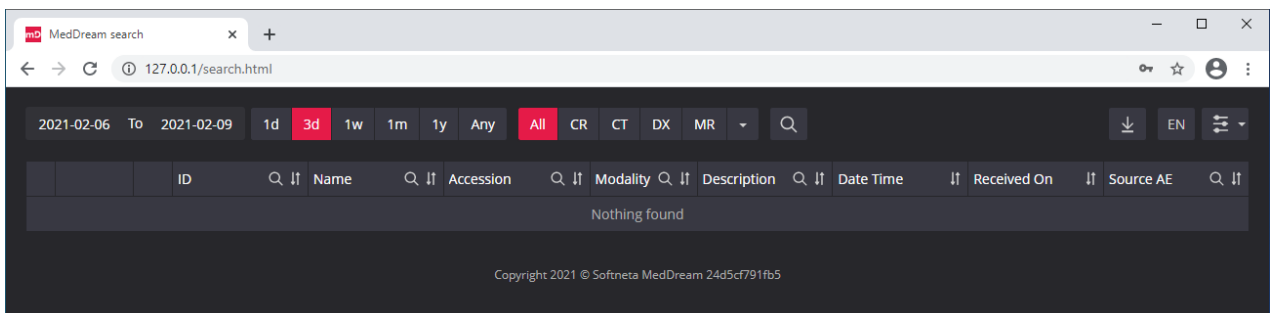 mD MedDream search
127.0.0.1/search.html
2021-02-06 To 2021-02-09 1d 3d 1w 1m 1y Any All CR CT DX MR EN
ID Name Accession Modality Description Date Time Received On Source AE
Nothing found
Copyright 2021 © Softneta MedDream 24d5cf791fb5